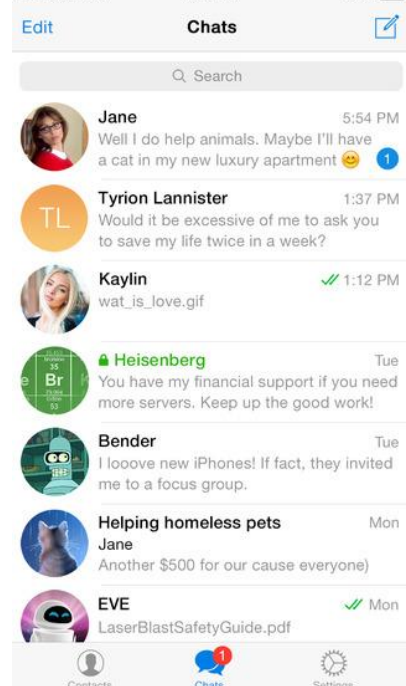 Edit
Chats
Search
Jane
5:54 PM
Well I do help animals. Maybe I'll have
a cat in my new luxury apartment 😊
1
TL
Tyrion Lannister
1:37 PM
Would it be excessive of me to ask you
to save my life twice in a week?
Kaylin
1:12 PM
wat_is_love.gif
35
Br
53
Heisenberg
Tue
You have my financial support if you need
more servers. Keep up the good work!
Bender
Tue
I looove new iPhones! If fact, they invited
me to a focus group.
Helping homeless pets
Mon
Jane
Another $500 for our cause everyone)
EVE
Mon
LaserBlastSafetyGuide.pdf
1
Contacts
Chats
Settings